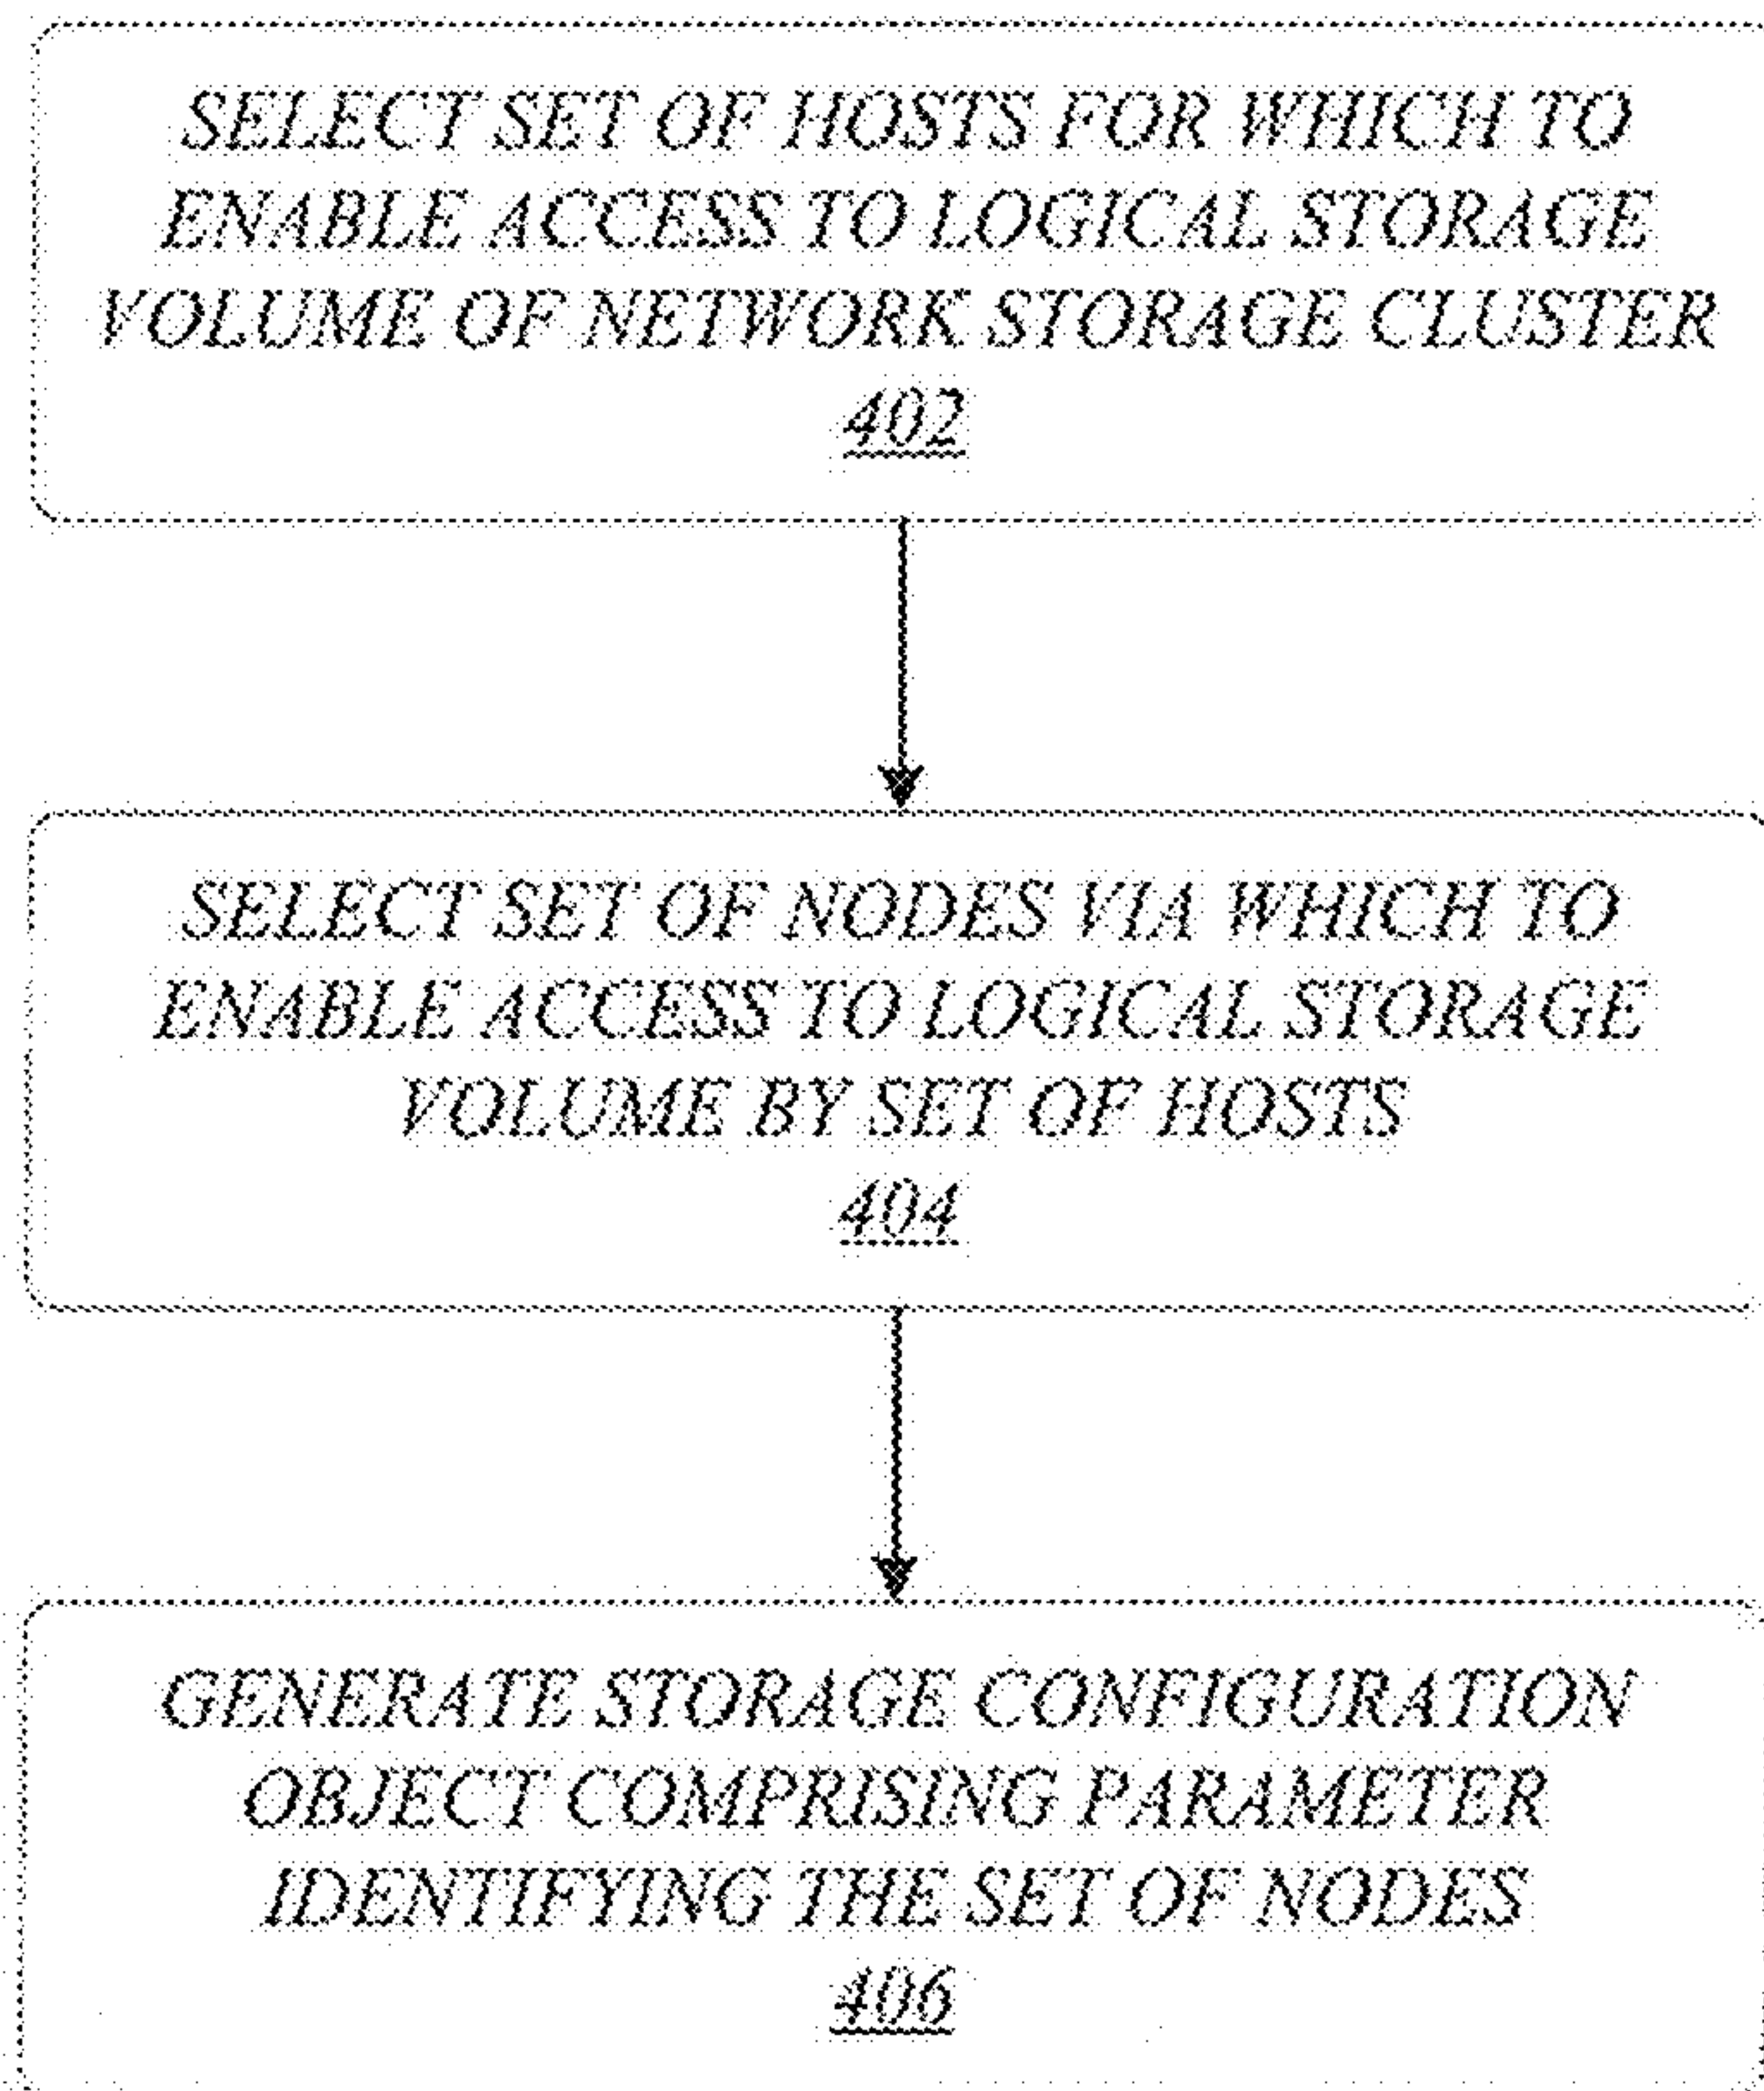 SELECT SET OF HOSTS FOR WHICH TO
ENABLE ACCESS TO LOGICAL STORAGE
VOLUME OF NETWORK STORAGE CLUSTER
402
SELECT SET OF NODES VIA WHICH TO
ENABLE ACCESS TO LOGICAL STORAGE
VOLUME BY SET OF HOSTS
404
GENERATE STORAGE CONFIGURATION
OBJECT COMPRISING PARAMETER
IDENTIFYING THE SET OF NODES
406